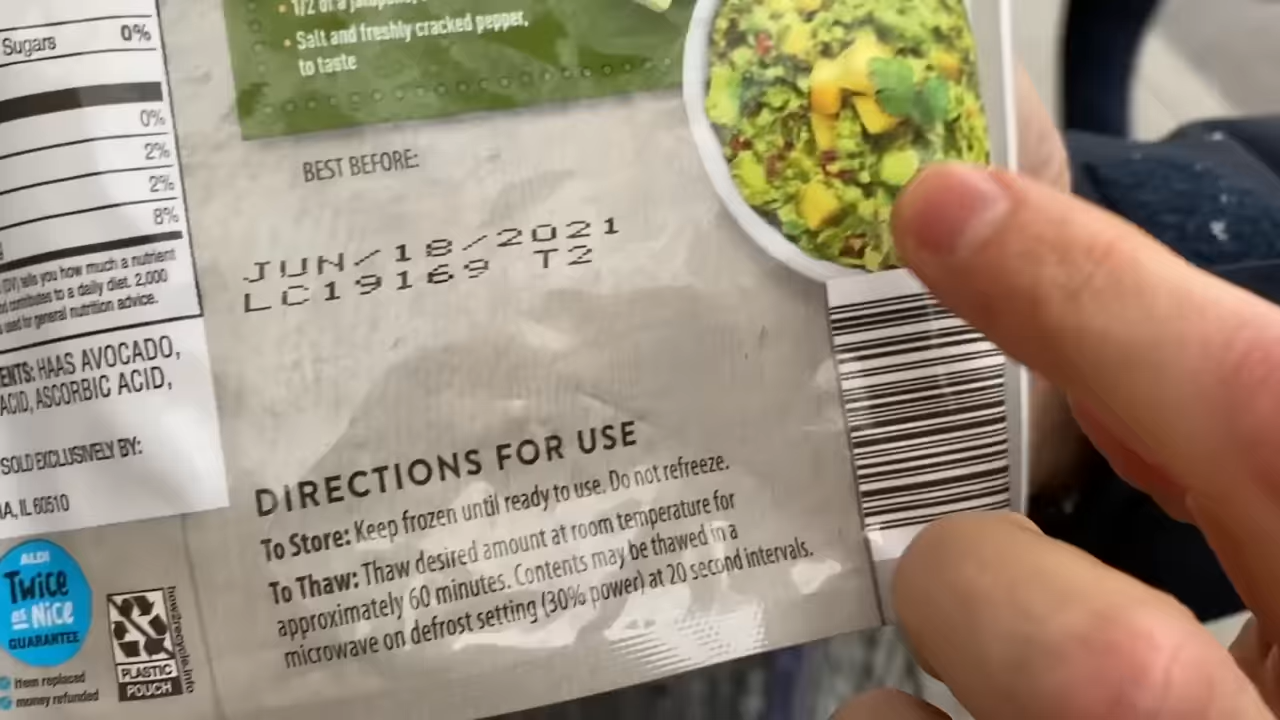 Sugars 0%
0%
2%
2%
8%
(DV) tells you how much a nutrient
contributes to a daily diet. 2,000
used for general nutrition advice.
HAAS AVOCADO,
ACID, ASCORBIC ACID,
SOLD EXCLUSIVELY BY:
IL 60510
ALDI
Twice
as Nice
GUARANTEE
item replaced
money refunded
PLASTIC
POUCH
how2recycle.info
• 1/2 of a jalapeño,
• Salt and freshly cracked pepper,
to taste
BEST BEFORE:
JUN/18/2021
LC19169 T2
DIRECTIONS FOR USE
To Store: Keep frozen until ready to use. Do not refreeze.
To Thaw: Thaw desired amount at room temperature for
approximately 60 minutes. Contents may be thawed in a
microwave on defrost setting (30% power) at 20 second intervals.